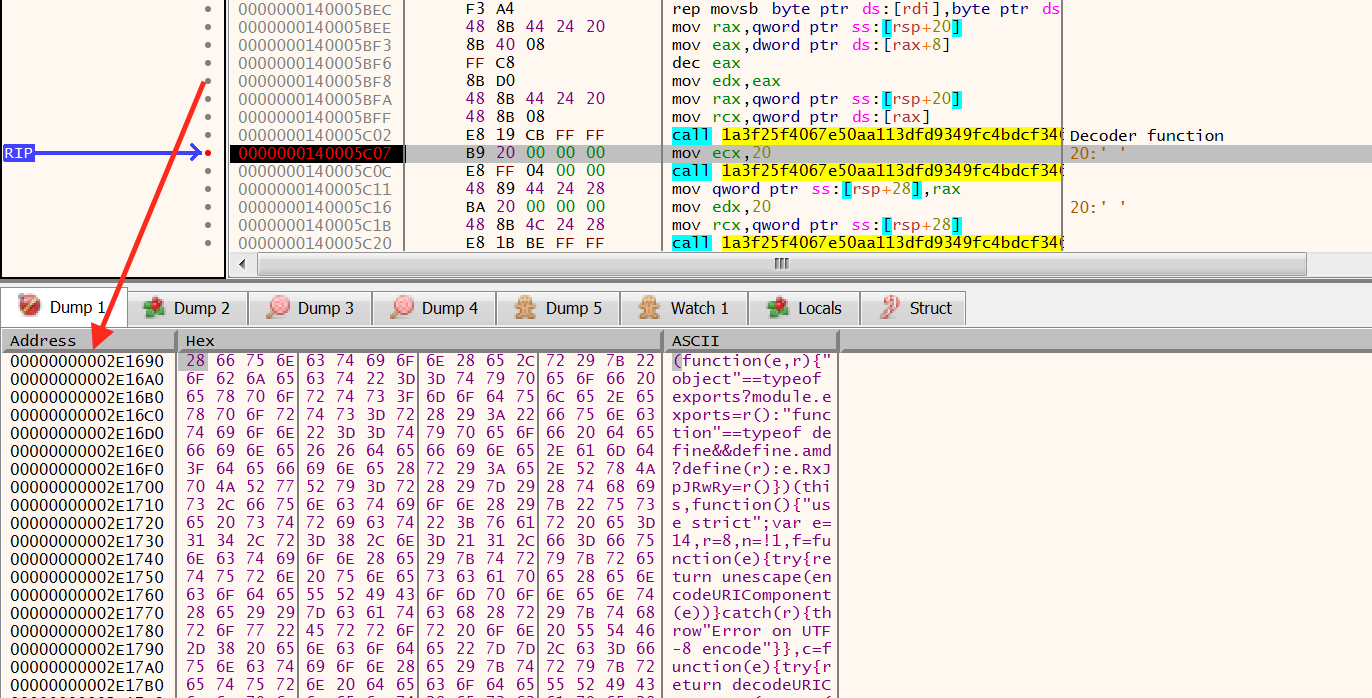 0000000140005BEC F3 A4 rep movsb byte ptr ds:[rdi],byte ptr ds
0000000140005BEE 48 8B 44 24 20 mov rax,qword ptr ss:[rsp+20]
0000000140005BF3 8B 40 08 mov eax,dword ptr ds:[rax+8]
0000000140005BF6 FF C8 dec eax
0000000140005BF8 8B D0 mov edx,eax
0000000140005BFA 48 8B 44 24 20 mov rax,qword ptr ss:[rsp+20]
0000000140005BFF 48 8B 08 mov rcx,qword ptr ds:[rax]
0000000140005C02 E8 19 CB FF FF call 1a3f25f4067e50aa113dfd9349fc4bdcf34 Decoder function
RIP 0000000140005C07 B9 20 00 00 00 mov ecx,20 20:' '
0000000140005C0C E8 FF 04 00 00 call 1a3f25f4067e50aa113dfd9349fc4bdcf34
0000000140005C11 48 89 44 24 28 mov qword ptr ss:[rsp+28],rax
0000000140005C16 BA 20 00 00 00 mov edx,20 20:' '
0000000140005C1B 48 8B 4C 24 28 mov rcx,qword ptr ss:[rsp+28]
0000000140005C20 E8 1B BE FF FF call 1a3f25f4067e50aa113dfd9349fc4bdcf34
Dump 1 Dump 2 Dump 3 Dump 4 Dump 5 Watch 1 Locals Struct
Address Hex ASCII
00000000002E1690 28 66 75 6E 63 74 69 6F 6E 28 65 2C 72 29 7B 22 (function(e,r){"
00000000002E16A0 6F 62 6A 65 63 74 22 3D 3D 74 79 70 65 6F 66 20 object"==typeof
00000000002E16B0 65 78 70 6F 72 74 73 3F 6D 6F 64 75 6C 65 2E 65 exports?module.e
00000000002E16C0 78 70 6F 72 74 73 3D 72 28 29 3A 22 66 75 6E 63 xports=r():"func
00000000002E16D0 74 69 6F 6E 22 3D 3D 74 79 70 65 6F 66 20 64 65 tion"==typeof de
00000000002E16E0 66 69 6E 65 26 26 64 65 66 69 6E 65 2E 61 6D 64 fine&&define.amd
00000000002E16F0 3F 64 65 66 69 6E 65 28 72 29 3A 65 2E 52 78 4A ?define(r):e.RxJ
00000000002E1700 70 4A 52 77 52 79 3D 72 28 29 7D 29 28 74 68 69 pJRwRy=r()})(thi
00000000002E1710 73 2C 66 75 6E 63 74 69 6F 6E 28 29 7B 22 75 73 s,function(){"us
00000000002E1720 65 20 73 74 72 69 63 74 22 3B 76 61 72 20 65 3D e strict";var e=
00000000002E1730 31 34 2C 72 3D 38 2C 6E 3D 21 31 2C 66 3D 66 75 14,r=8,n=!1,f=fu
00000000002E1740 6E 63 74 69 6F 6E 28 65 29 7B 74 72 79 7B 72 65 nction(e){try{re
00000000002E1750 74 75 72 6E 20 75 6E 65 73 63 61 70 65 28 65 6E turn unescape(en
00000000002E1760 63 6F 64 65 55 52 49 43 6F 6D 70 6F 6E 65 6E 74 codeURIComponent
00000000002E1770 28 65 29 29 7D 63 61 74 63 68 28 72 29 7B 74 68 (e))}catch(r){th
00000000002E1780 72 6F 77 22 45 72 72 6F 72 20 6F 6E 20 55 54 46 row"Error on UTF
00000000002E1790 2D 38 20 65 6E 63 6F 64 65 22 7D 7D 2C 63 3D 66 -8 encode"}},c=f
00000000002E17A0 75 6E 63 74 69 6F 6E 28 65 29 7B 74 72 79 7B 72 unction(e){try{r
00000000002E17B0 65 74 75 72 6E 20 64 65 63 6F 64 65 55 52 49 43 eturn decodeURIC